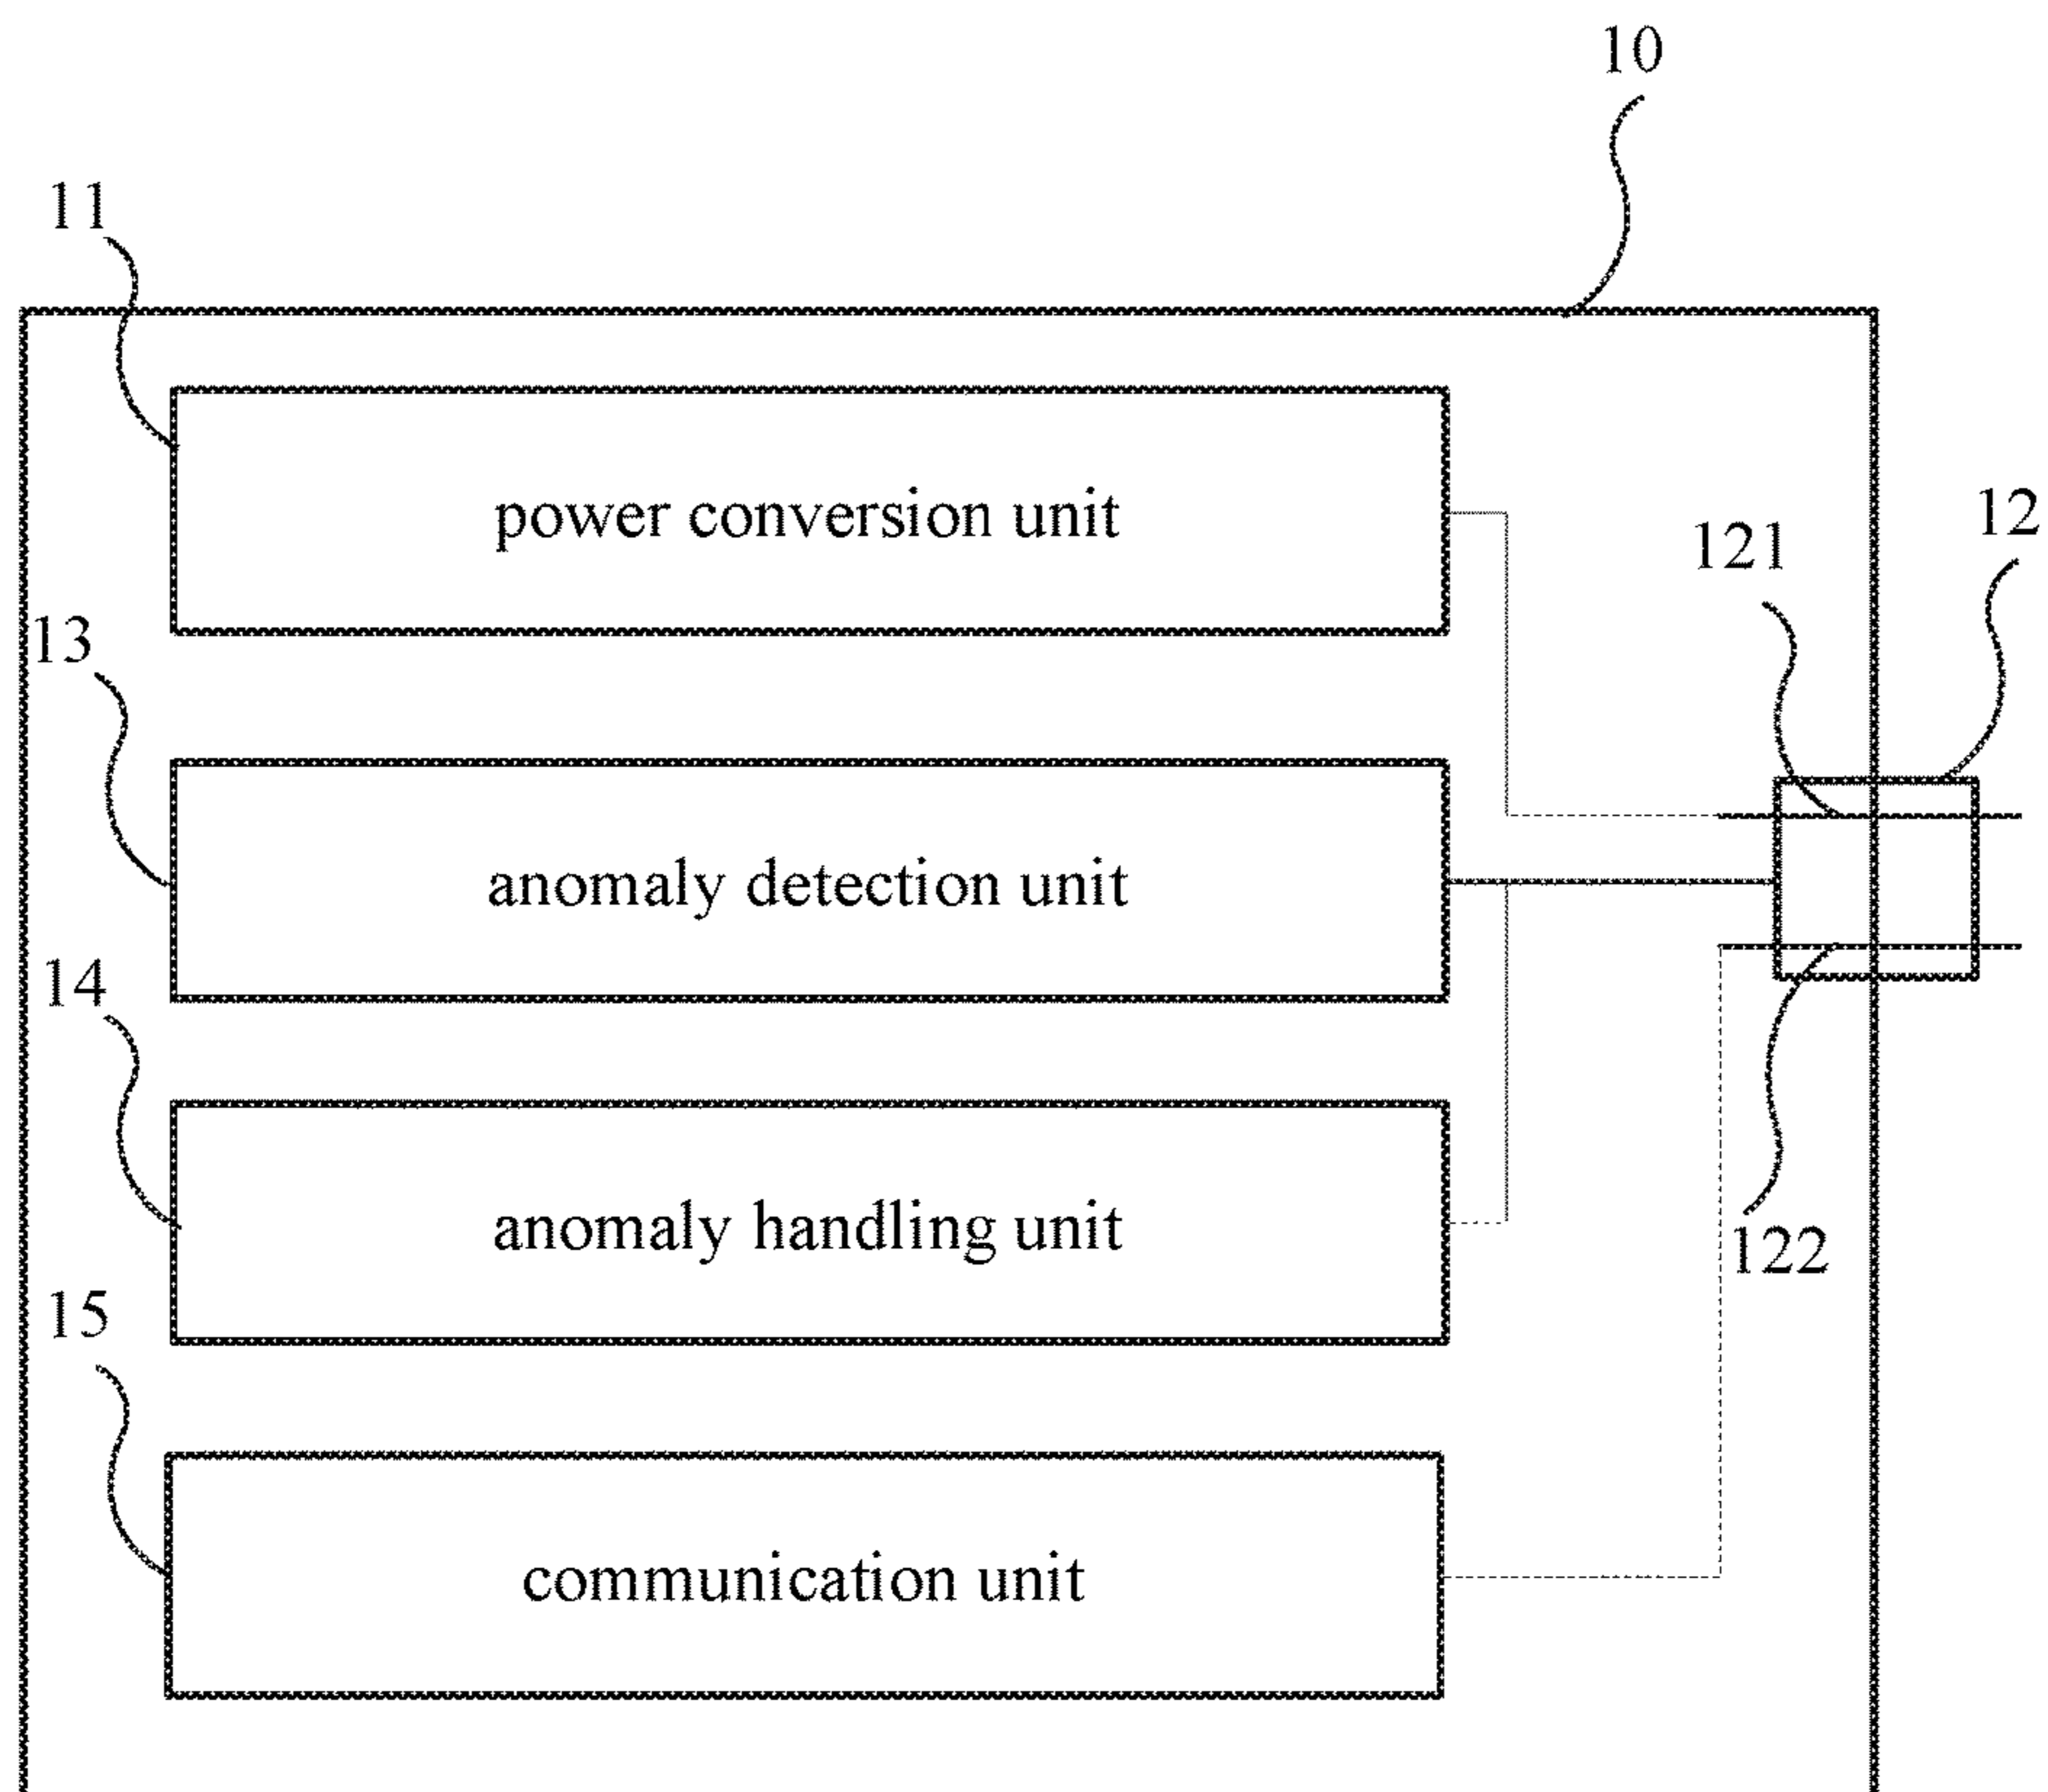 10
11
power conversion unit
12
121
13
anomaly detection unit
14
anomaly handling unit
122
15
communication unit